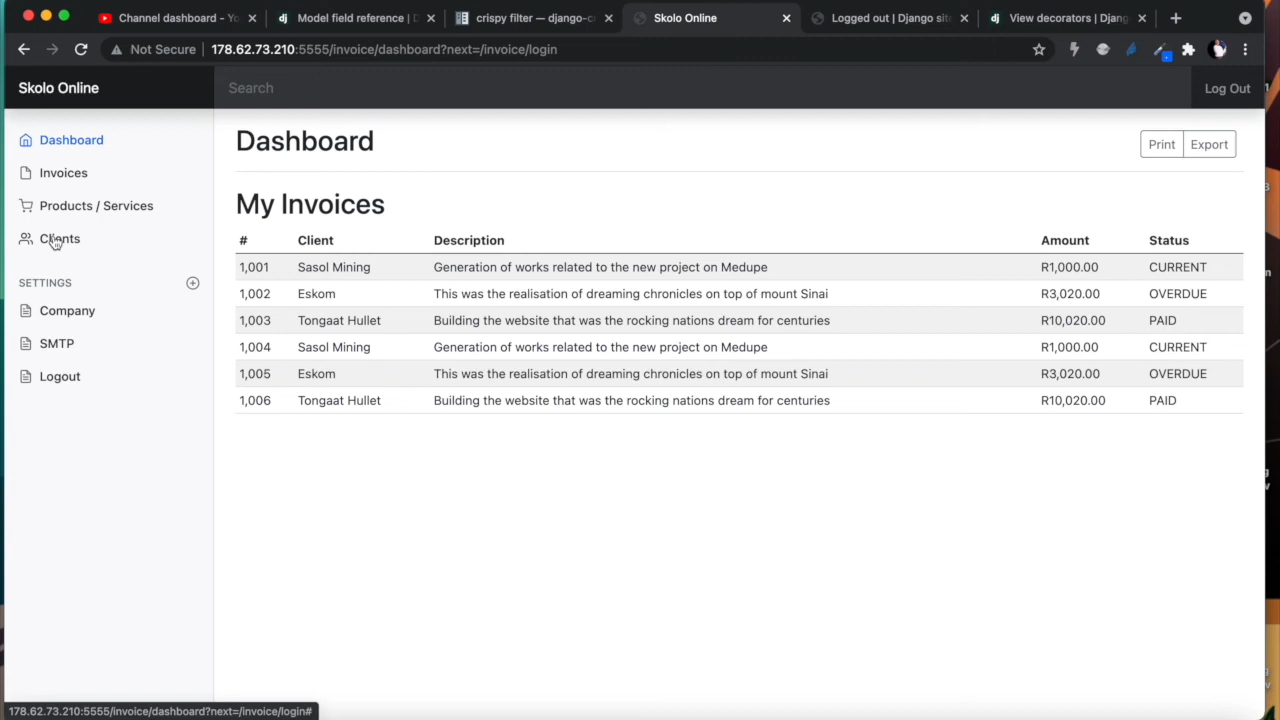 Channel dashboard - Yo
Model field reference | D
crispy filter — django-cr
Skolo Online
Logged out | Django site
View decorators | Djang
Not Secure | 178.62.73.210:5555/invoice/dashboard?next=/invoice/login
Skolo Online
Search
Log Out
Dashboard
Invoices
Products / Services
Clients
SETTINGS
Company
SMTP
Logout
Dashboard
Print Export
My Invoices
# Client Description Amount Status
1,001 Sasol Mining Generation of works related to the new project on Medupe R1,000.00 CURRENT
1,002 Eskom This was the realisation of dreaming chronicles on top of mount Sinai R3,020.00 OVERDUE
1,003 Tongaat Hullet Building the website that was the rocking nations dream for centuries R10,020.00 PAID
1,004 Sasol Mining Generation of works related to the new project on Medupe R1,000.00 CURRENT
1,005 Eskom This was the realisation of dreaming chronicles on top of mount Sinai R3,020.00 OVERDUE
1,006 Tongaat Hullet Building the website that was the rocking nations dream for centuries R10,020.00 PAID
178.62.73.210:5555/invoice/dashboard?next=/invoice/login#